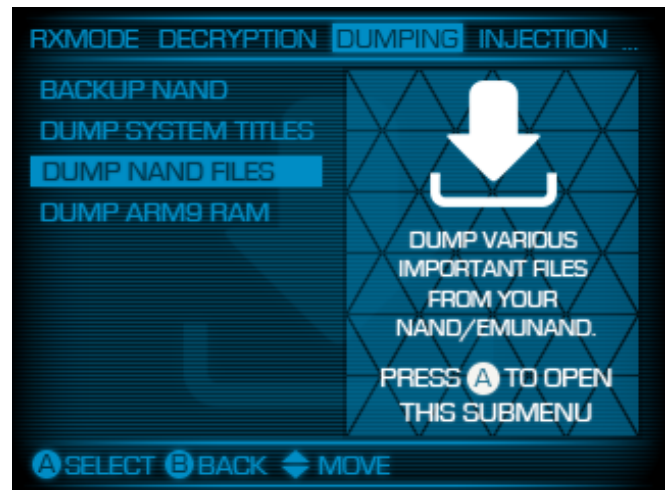 RXMODE DECRYPTION DUMPING INJECTION ...
BACKUP NAND
DUMP SYSTEM TITLES
DUMP NAND FILES
DUMP ARM9 RAM
DUMP VARIOUS
IMPORTANT FILES
FROM YOUR
NAND/EMUNAND.
PRESS A TO OPEN
THIS SUBMENU
A SELECT B BACK MOVE